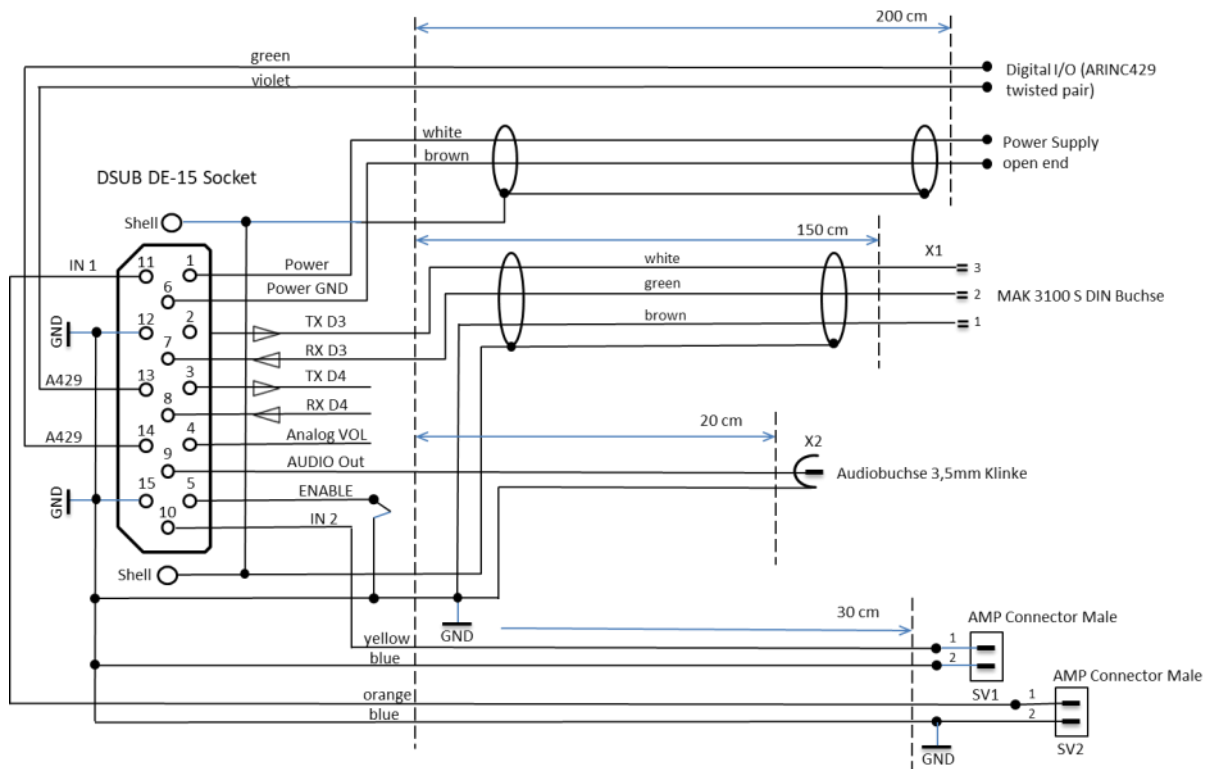 200 cm
green
Digital I/O (ARINC429
violet
twisted pair)
white
Power Supply
brown
open end
DSUB DE-15 Socket
Shell
150 cm
X1
IN 1
11
1
Power
white
3
6
Power GND
green
2
MAK 3100 S DIN Buchse
GND
12
2
TX D3
brown
1
7
RX D3
A429
13
3
TX D4
8
RX D4
20 cm
A429
14
4
Analog VOL
X2
9
AUDIO Out
Audiobuchse 3,5mm Klinke
GND
15
5
ENABLE
10
IN 2
Shell
30 cm
AMP Connector Male
GND
yellow
1
blue
2
SV1
AMP Connector Male
orange
1
blue
2
SV2
GND